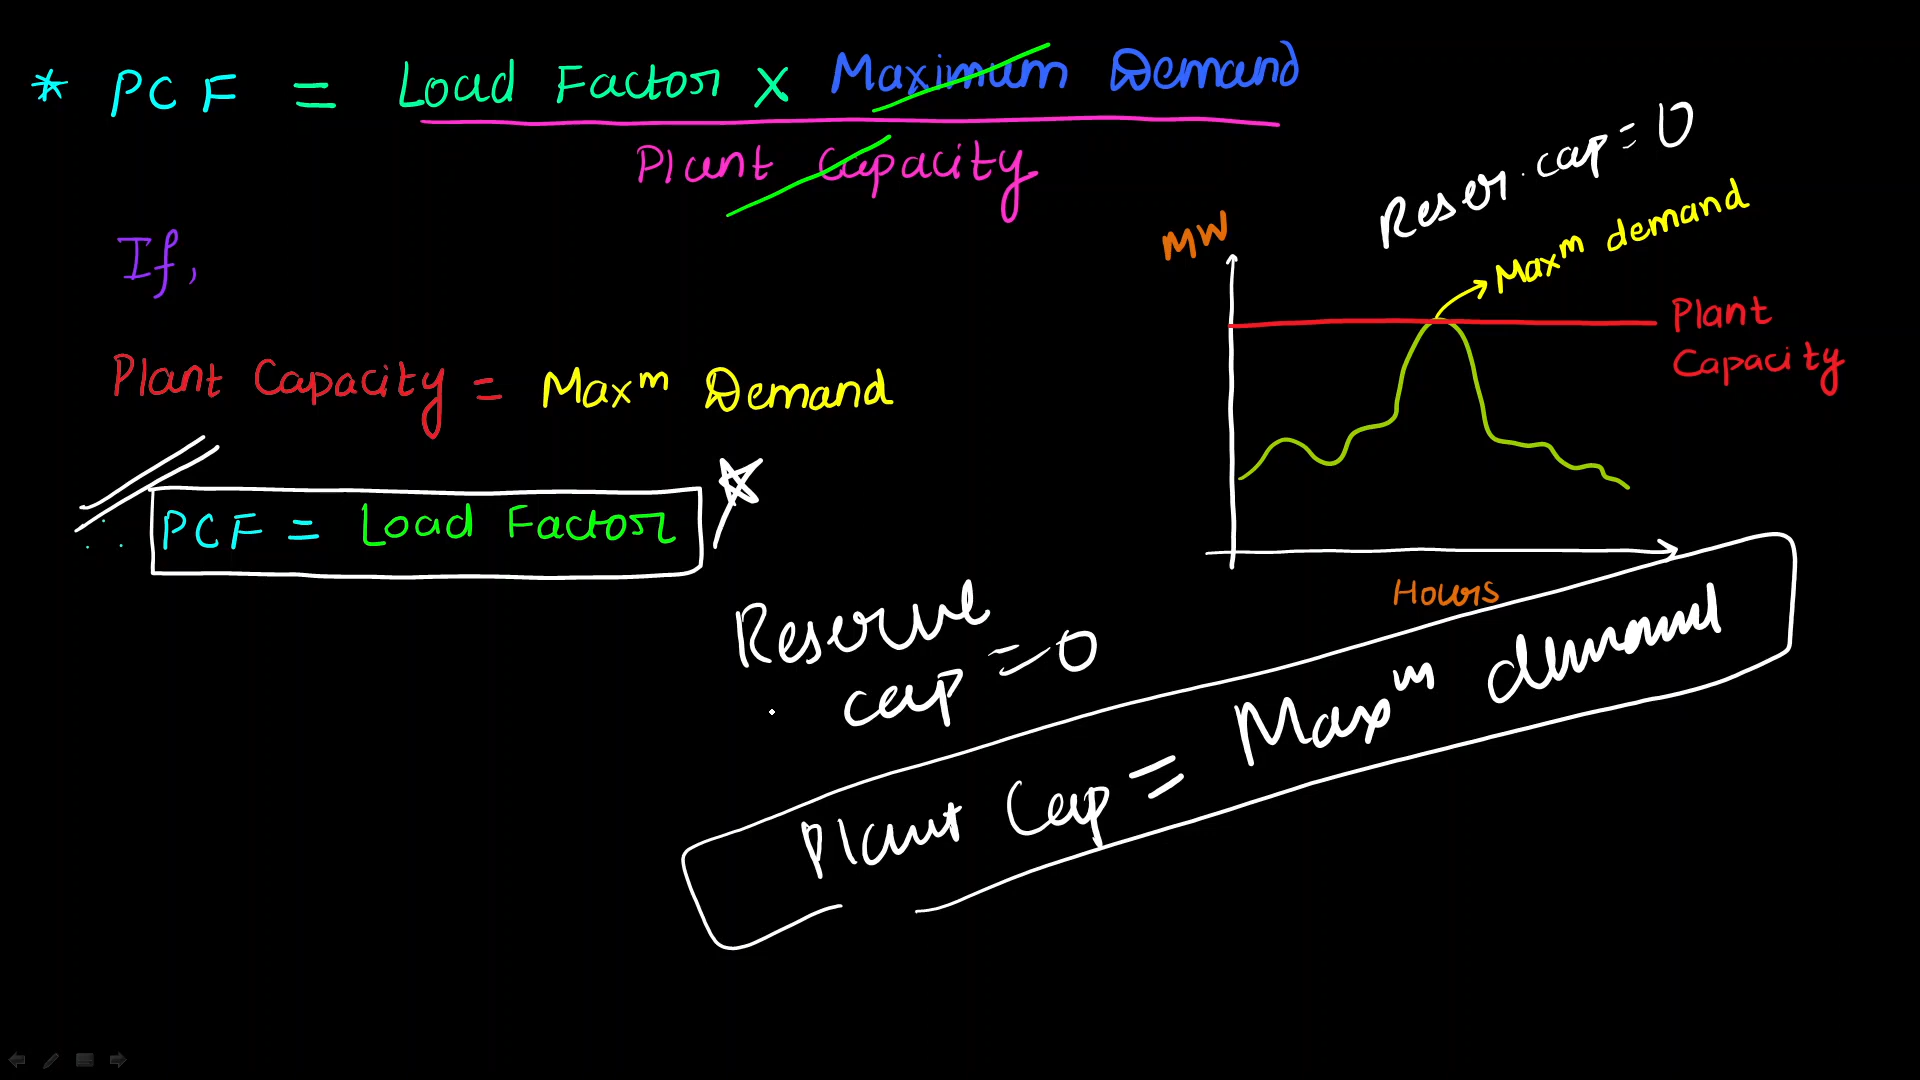 * PCF = Load Factor X Maximum Demand
Plant Capacity
Reser. cap = 0
If,
MW
Maxᵐ demand
Plant
Capacity
Plant Capacity = Maxᵐ Demand
∴ PCF = Load Factor
Hours
Reserve
cap = 0
Plant Cap = Maxᵐ demand